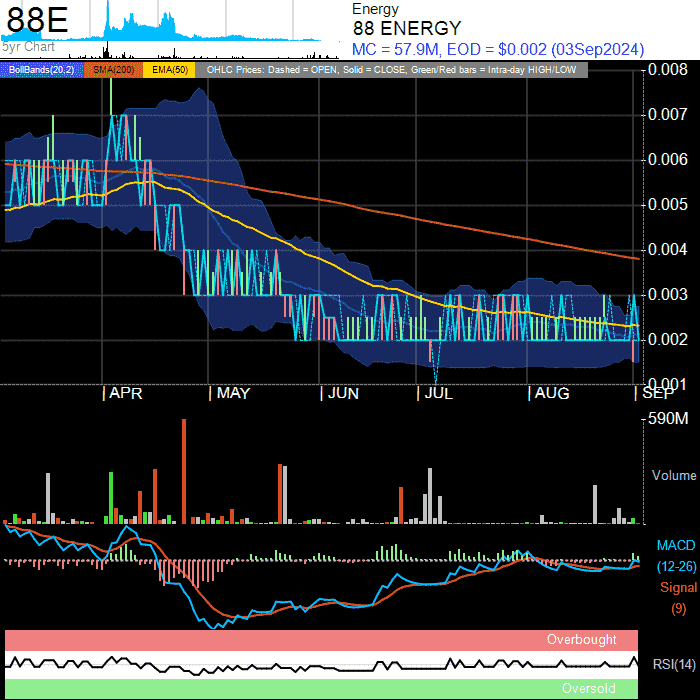 88E
5yr Chart
Energy
88 ENERGY
MC = 57.9M, EOD = $0.002 (03Sep2024)
BollBands(20,2) SMA(200) EMA(50) OHLC Prices: Dashed = OPEN, Solid = CLOSE, Green/Red bars = Intra-day HIGH/LOW
0.008
0.007
0.006
0.005
0.004
0.003
0.002
0.001
APR MAY JUN JUL AUG SEP
590M
Volume
MACD
(12-26)
Signal
(9)
Overbought
RSI(14)
Oversold